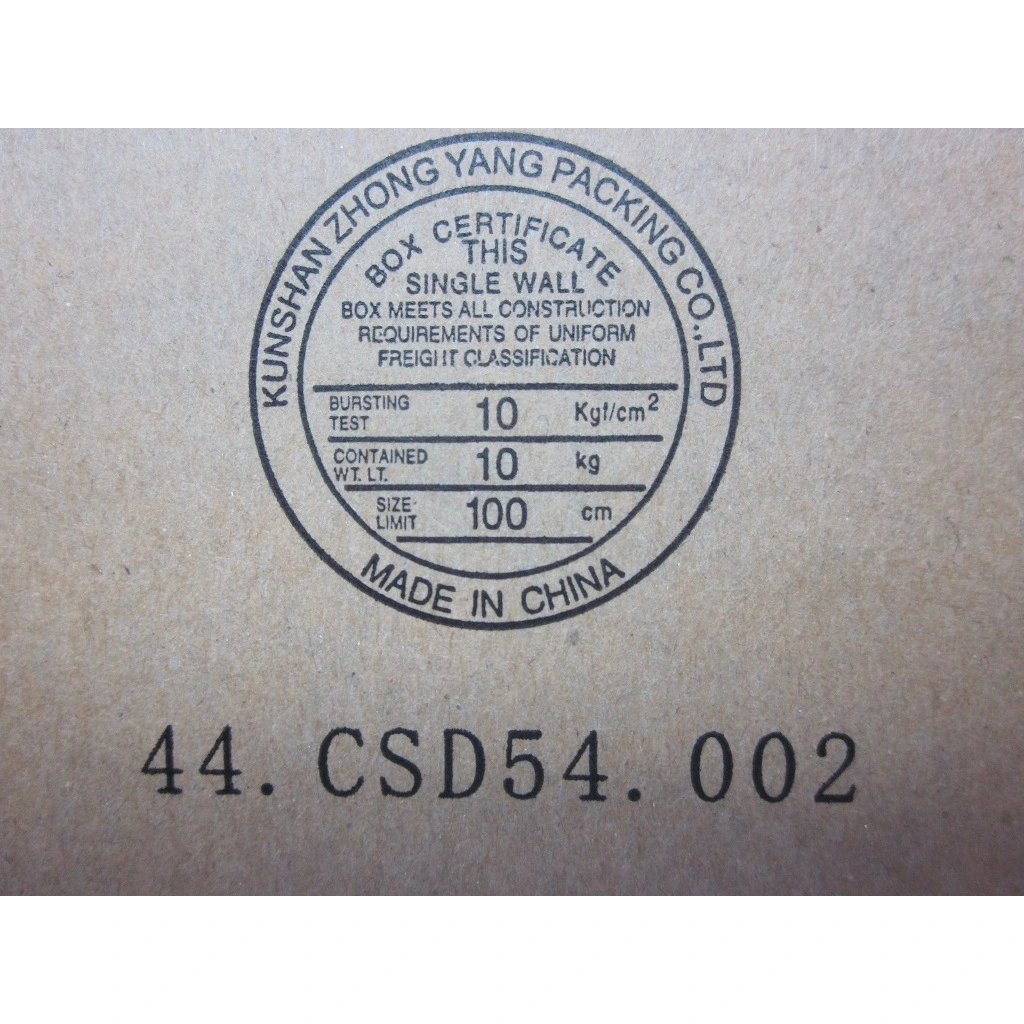 KUNSHAN ZHONG YANG PACKING CO.,LTD
BOX CERTIFICATE
THIS
SINGLE WALL
BOX MEETS ALL CONSTRUCTION
REQUIREMENTS OF UNIFORM
FREIGHT CLASSIFICATION
BURSTING TEST 10 Kgf/cm²
CONTAINED WT. LT. 10 kg
SIZE LIMIT 100 cm
MADE IN CHINA
44.CSD54.002